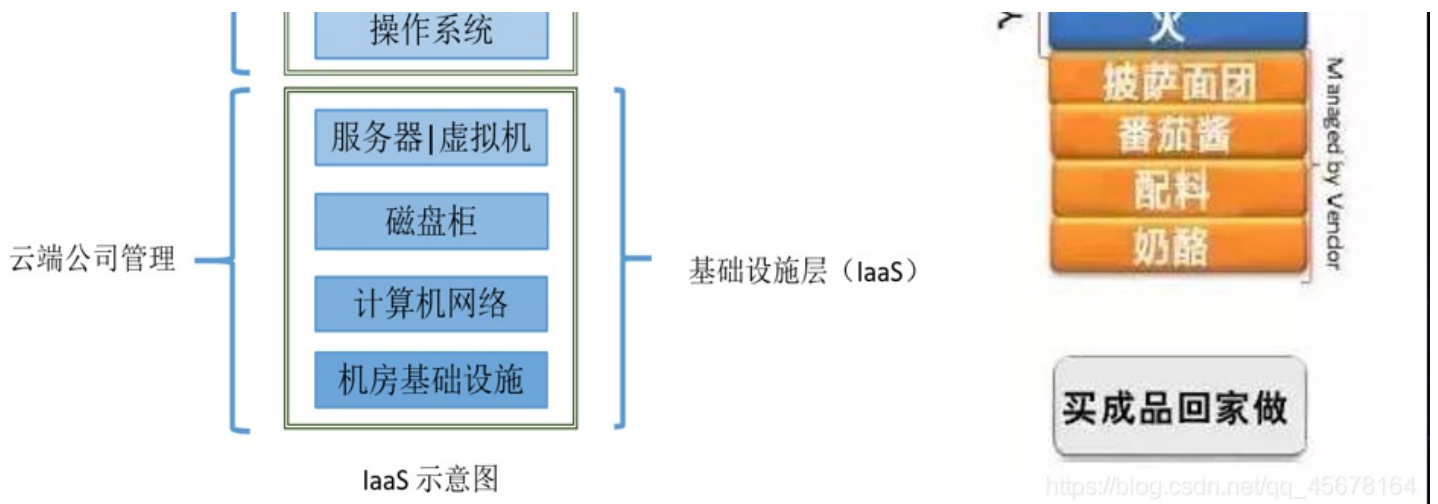 操作系统
服务器|虚拟机
磁盘柜
计算机网络
机房基础设施
云端公司管理
基础设施层（IaaS）
IaaS 示意图
火
披萨面团
番茄酱
配料
奶酪
Managed by Vendor
买成品回家做
https://blog.csdn.net/qq_45678164